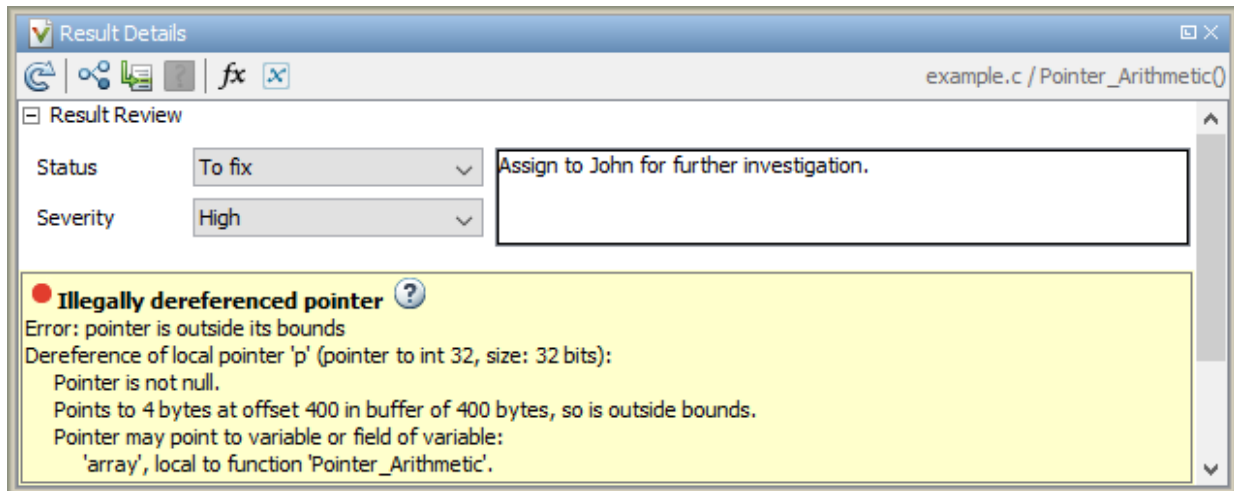 Result Details
fx x example.c / Pointer_Arithmetic()
Result Review
Status To fix Assign to John for further investigation.
Severity High
Illegally dereferenced pointer ?
Error: pointer is outside its bounds
Dereference of local pointer 'p' (pointer to int 32, size: 32 bits):
Pointer is not null.
Points to 4 bytes at offset 400 in buffer of 400 bytes, so is outside bounds.
Pointer may point to variable or field of variable:
'array', local to function 'Pointer_Arithmetic'.